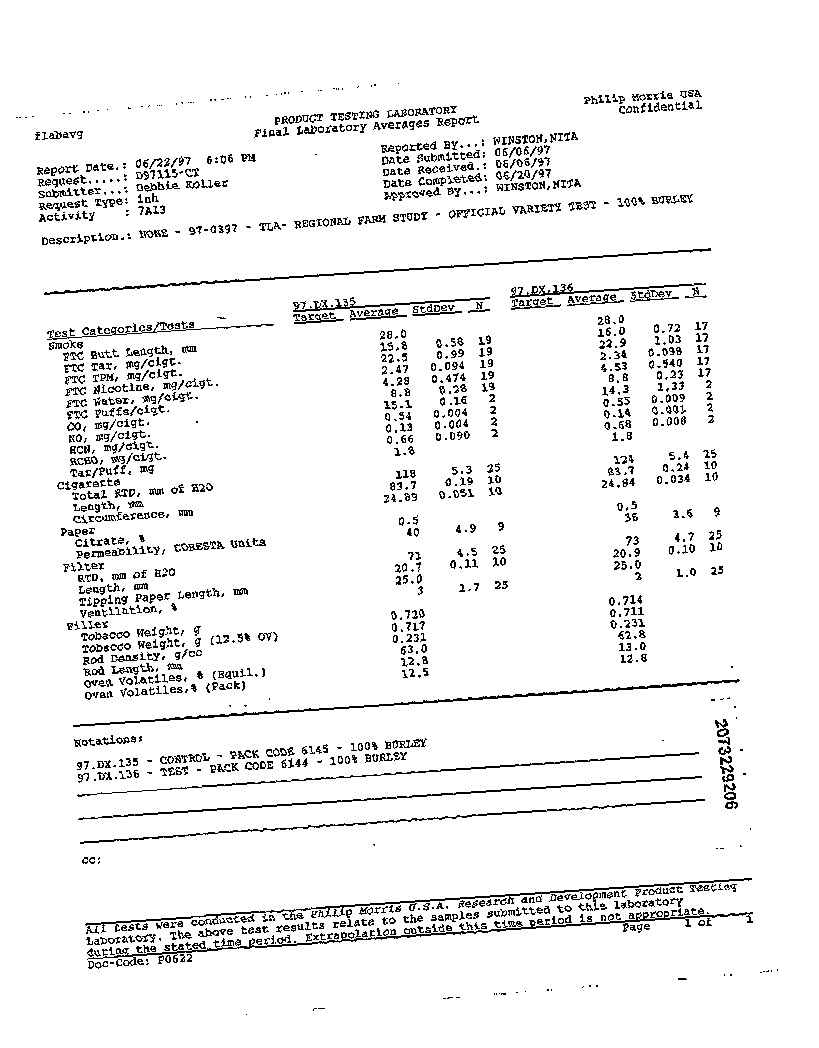 Philip Morris USA
PRODUCT TESTING LABORATORY Confidential
flabavg Final Laboratory Averages Report
Report Date.: 06/22/97 6:06 PM Reported By...: WINSTON,NITA
Request.....: D97115-CT Date Submitted: 06/06/97
Submitter...: Debbie Koller Date Received.: 06/06/97
Request Type: inh Date Completed: 06/20/97
Activity : 7A13 Approved By...: WINSTON,NITA
Description.: NONE - 97-0397 - TLA- REGIONAL FARM STUDY - OFFICIAL VARIETY TEST - 100% BURLEY
97.DX.135 97.DX.136
Test Categories/Tests Target Average StdDev N Target Average StdDev N
Smoke
FTC Butt Length, mm 28.0 28.0
FTC Tar, mg/cigt. 15.8 0.58 19 16.0 0.72 17
FTC TPM, mg/cigt. 22.5 0.99 19 22.9 1.03 17
FTC Nicotine, mg/cigt. 2.47 0.094 19 2.34 0.098 17
FTC Water, mg/cigt. 4.28 0.474 19 4.53 0.540 17
FTC Puffs/cigt. 8.8 0.28 19 8.8 0.23 17
CO, mg/cigt. 15.1 0.16 2 14.3 1.33 2
NO, mg/cigt. 0.54 0.004 2 0.55 0.009 2
HCN, mg/cigt. 0.13 0.004 2 0.14 0.001 2
RCHO, mg/cigt. 0.66 0.090 2 0.68 0.008 2
Tar/Puff, mg 1.8 1.8
Cigarette
Total RTD, mm of H2O 118 5.3 25 124 5.4 25
Length, mm 83.7 0.19 10 83.7 0.24 10
Circumference, mm 24.89 0.051 10 24.84 0.034 10
Paper
Citrate, % 0.5 0.5
Permeability, CORESTA Units 40 4.9 9 36 3.6 9
Filter
RTD, mm of H2O 71 4.5 25 73 4.7 25
Length, mm 20.7 0.11 10 20.9 0.10 10
Tipping Paper Length, mm 25.0 25.0
Ventilation, % 3 1.7 25 2 1.0 25
Filler
Tobacco Weight, g 0.720 0.714
Tobacco Weight, g (12.5% OV) 0.717 0.711
Rod Density, g/cc 0.231 0.231
Rod Length, mm 63.0 62.8
Oven Volatiles, % (Equil.) 12.8 13.0
Oven Volatiles,% (Pack) 12.5 12.8
Notations:
97.DX.135 - CONTROL - PACK CODE 6145 - 100% BURLEY
97.DX.136 - TEST - PACK CODE 6144 - 100% BURLEY
2073229206
cc:
All tests were conducted in the Philip Morris U.S.A. Research and Development Product Testing
Laboratory. The above test results relate to the samples submitted to this laboratory
during the stated time period. Extrapolation outside this time period is not appropriate.
Doc-Code: P0622 Page 1 of 1